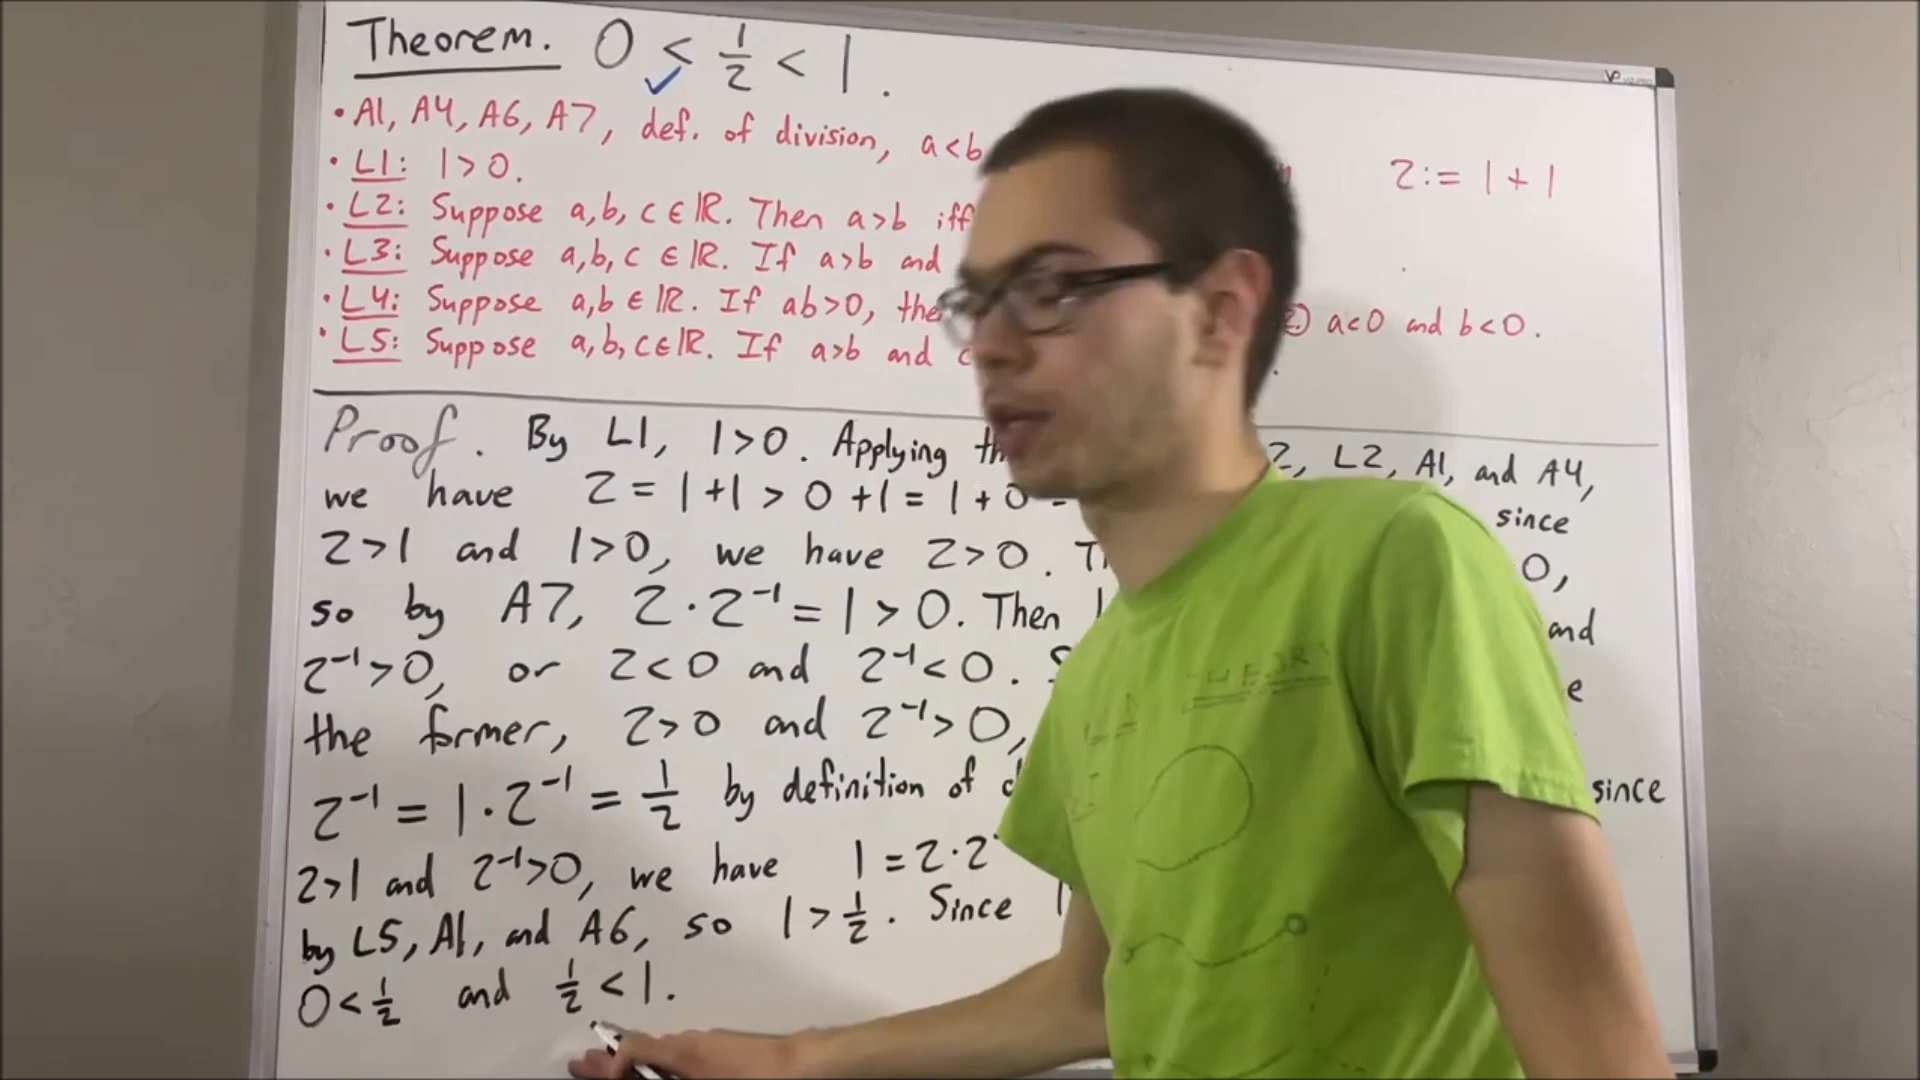 Theorem. 0 < 1/2 < 1.
• A1, A4, A6, A7, def. of division, a<b
2 := 1 + 1
• L1: 1 > 0.
• L2: Suppose a, b, c ∈ ℝ. Then a > b iff
• L3: Suppose a, b, c ∈ ℝ. If a > b and
• L4: Suppose a, b ∈ ℝ. If ab > 0, a < 0 and b < 0.
• L5: Suppose a, b, c ∈ ℝ. If a > b and
Proof. By L1, 1 > 0. Applying 2, L2, A1, and A4,
we have 2 = 1 + 1 > 0 + 1 = 1 + 0 since
2 > 1 and 1 > 0, we have 2 > 0. 0,
so by A7, 2 · 2⁻¹ = 1 > 0. Then and
2⁻¹ > 0, or 2 < 0 and 2⁻¹ < 0.
the former, 2 > 0 and 2⁻¹ > 0,
2⁻¹ = 1 · 2⁻¹ = 1/2 by definition of since
2 > 1 and 2⁻¹ > 0, we have 1 = 2 · 2
by L5, A1, and A6, so 1 > 1/2. Since
0 < 1/2 and 1/2 < 1.